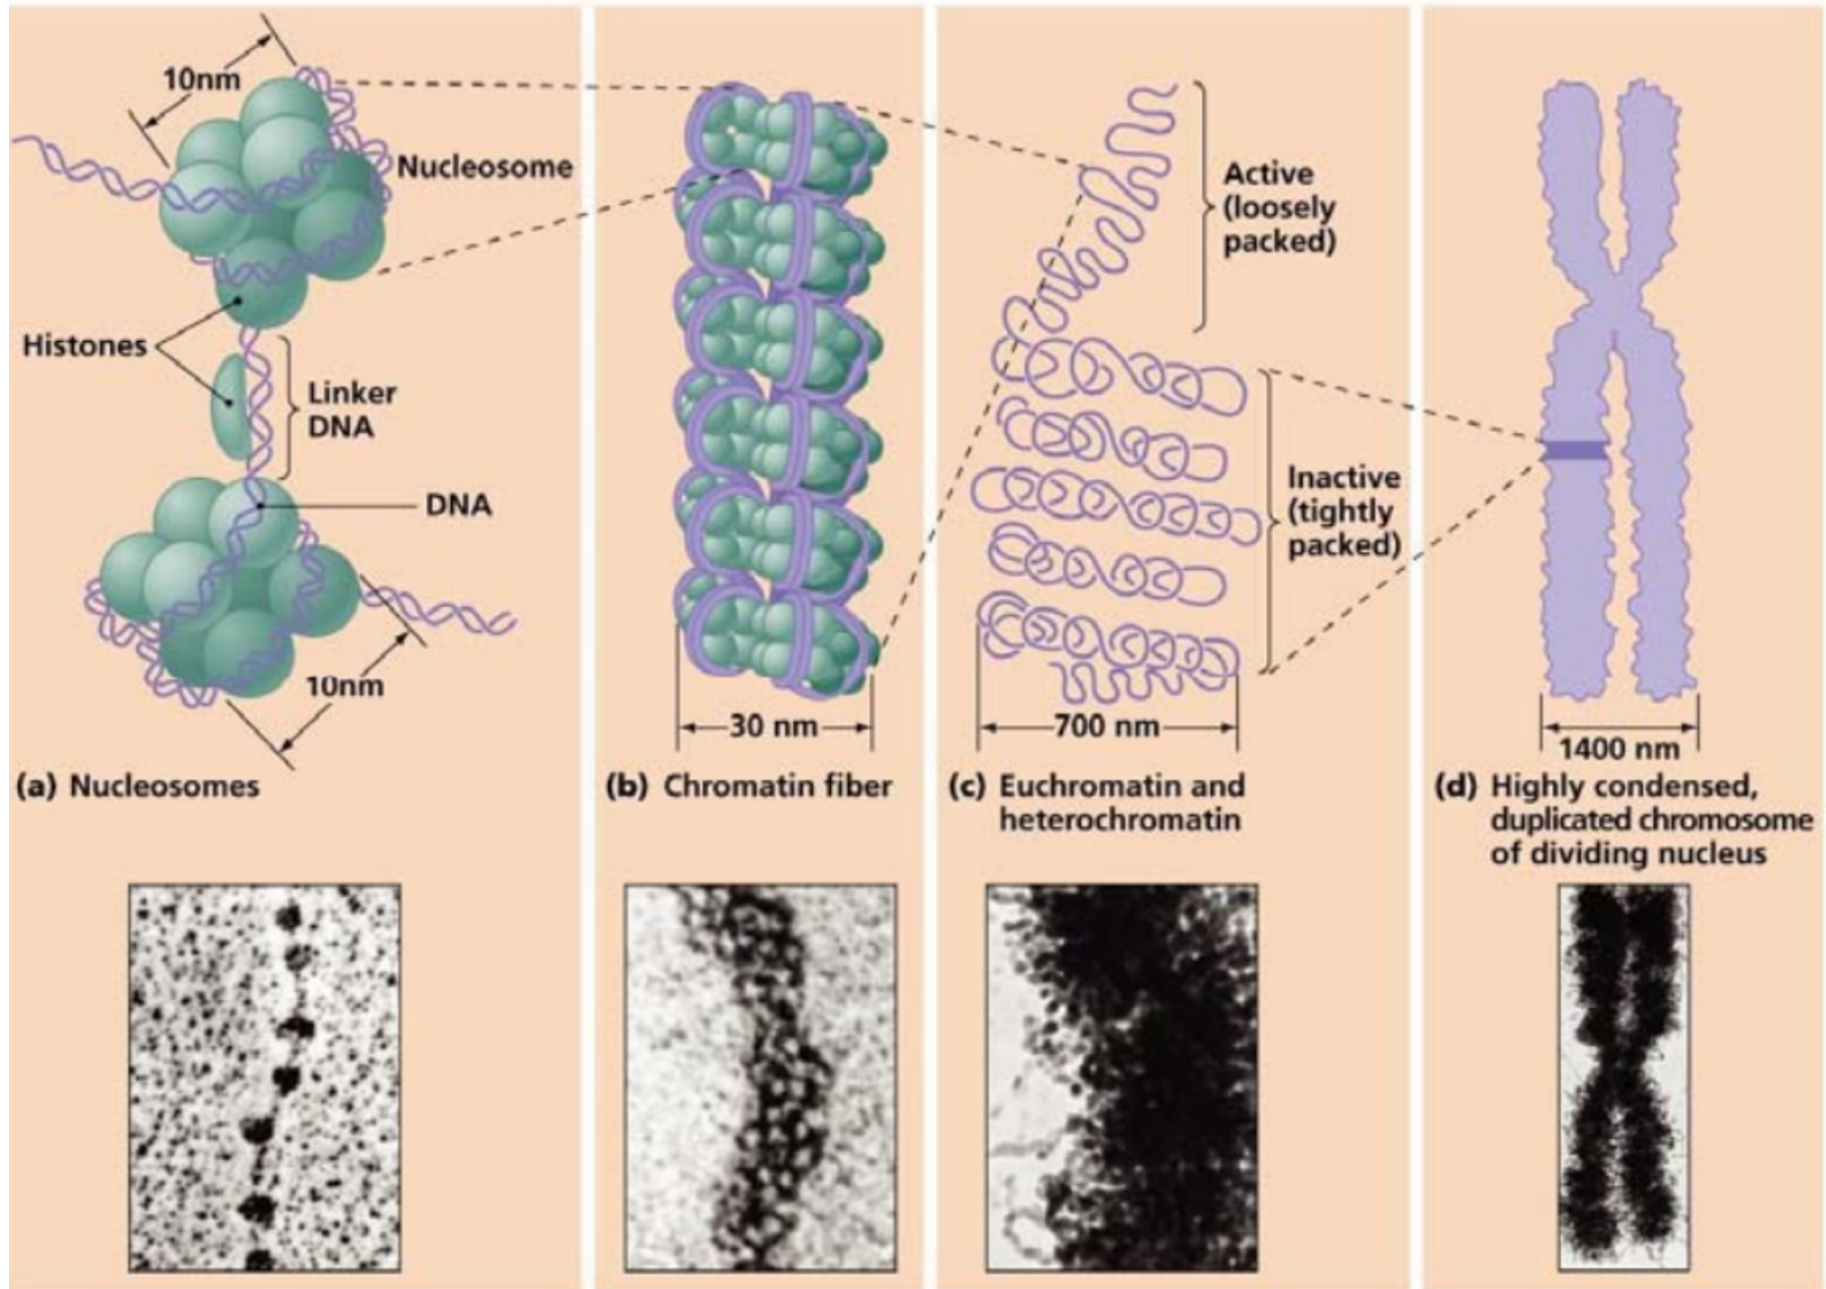 10nm
Nucleosome
Histones
Linker
DNA
DNA
10nm
(a) Nucleosomes
30 nm
(b) Chromatin fiber
Active
(loosely
packed)
Inactive
(tightly
packed)
700 nm
(c) Euchromatin and
heterochromatin
1400 nm
(d) Highly condensed,
duplicated chromosome
of dividing nucleus